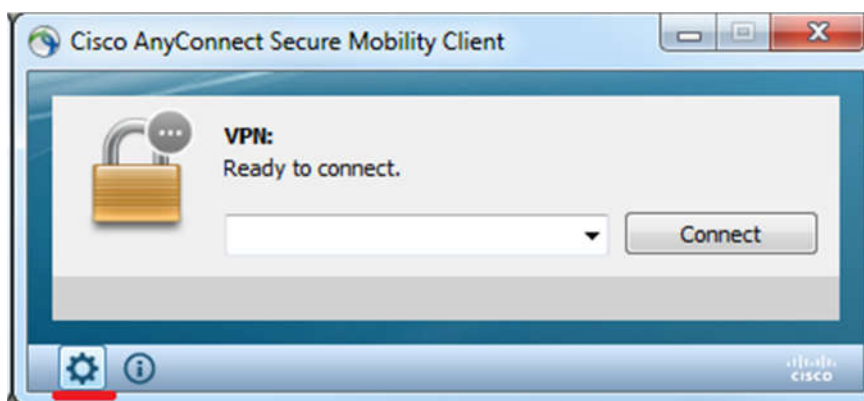 Cisco AnyConnect Secure Mobility Client
VPN:
Ready to connect.
Connect
CISCO